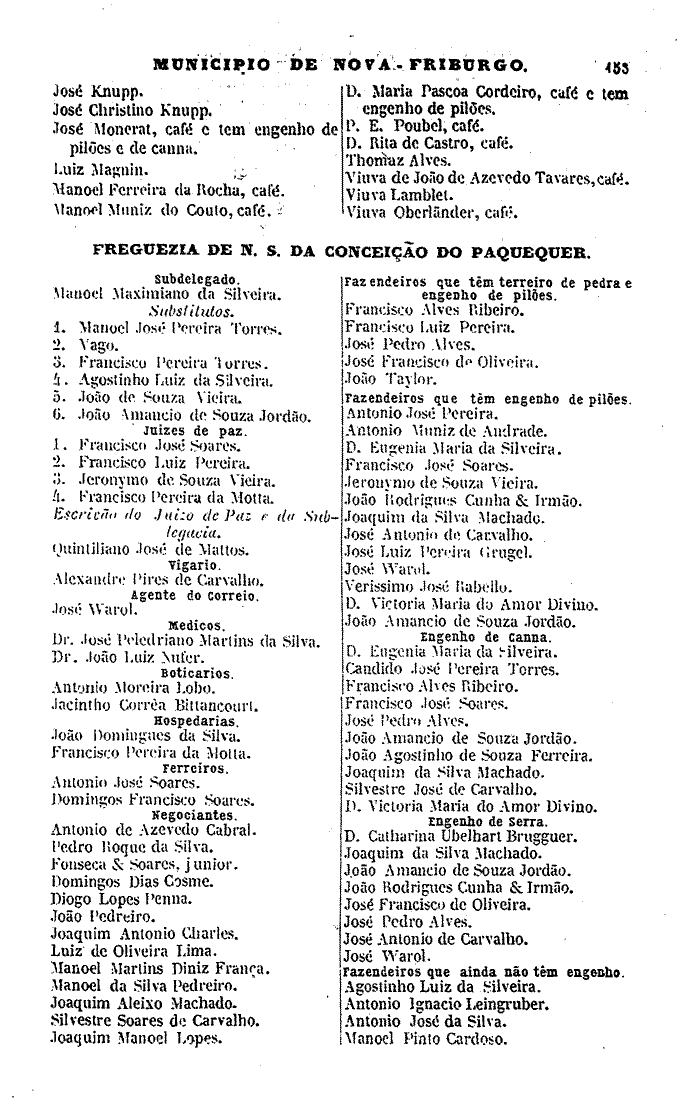 MUNICIPIO DE NOVA-FRIBURGO. 153
José Knupp.
José Christino Knupp.
José Monerat, café e tem engenho de
pilões e de canna.
Luiz Magnin.
Manoel Ferreira da Rocha, café.
Manoel Muniz do Couto, café.
D. Maria Pascoa Cordeiro, café e tem
engenho de pilões.
P. E. Poubel, café.
D. Rita de Castro, café.
Thomaz Alves.
Viuva de João de Azevedo Tavares, café.
Viuva Lamblet.
Viuva Oberländer, café.
FREGUEZIA DE N. S. DA CONCEIÇÃO DO PAQUEQUER.
Subdelegado.
Manoel Maximiano da Silveira.
Substitutos.
1. Manoel José Pereira Torres.
2. Vago.
3. Francisco Pereira Torres.
4. Agostinho Luiz da Silveira.
5. João de Souza Vieira.
6. João Amancio de Souza Jordão.
Juizes de paz.
1. Francisco José Soares.
2. Francisco Luiz Pereira.
3. Jeronymo de Souza Vieira.
4. Francisco Pereira da Motta.
Escrivão do Juizo de Paz e da Sub-
legacia.
Quintiliano José de Mattos.
Vigario.
Alexandre Pires de Carvalho.
Agente do correio.
José Warol.
Medicos.
Dr. José Peledriano Martins da Silva.
Dr. João Luiz Nufer.
Boticarios.
Antonio Moreira Lobo.
Jacintho Corrêa Bittancourt.
Hospedarias.
João Domingues da Silva.
Francisco Pereira da Motta.
Ferreiros.
Antonio José Soares.
Domingos Francisco Soares.
Negociantes.
Antonio de Azevedo Cabral.
Pedro Roque da Silva.
Fonseca & Soares, junior.
Domingos Dias Cosme.
Diogo Lopes Penna.
João Pedreiro.
Joaquim Antonio Charles.
Luiz de Oliveira Lima.
Manoel Martins Diniz França.
Manoel da Silva Pedreiro.
Joaquim Aleixo Machado.
Silvestre Soares de Carvalho.
Joaquim Manoel Lopes.
Fazendeiros que têm terreiro de pedra e
engenho de pilões.
Francisco Alves Ribeiro.
Francisco Luiz Pereira.
José Pedro Alves.
José Francisco de Oliveira.
João Taylor.
Fazendeiros que têm engenho de pilões.
Antonio José Pereira.
Antonio Muniz de Andrade.
D. Eugenia Maria da Silveira.
Francisco José Soares.
Jeronymo de Souza Vieira.
João Rodrigues Cunha & Irmão.
Joaquim da Silva Machado.
José Antonio de Carvalho.
José Luiz Pereira Grugel.
José Warol.
Verissimo José Rabello.
D. Victoria Maria do Amor Divino.
João Amancio de Souza Jordão.
Engenho de Canna.
D. Eugenia Maria da Silveira.
Candido José Pereira Torres.
Francisco Alves Ribeiro.
Francisco José Soares.
José Pedro Alves.
João Amancio de Souza Jordão.
João Agostinho de Souza Ferreira.
Joaquim da Silva Machado.
Silvestre José de Carvalho.
D. Victoria Maria do Amor Divino.
Engenho de Serra.
D. Catharina Ubelhart Brugguer.
Joaquim da Silva Machado.
João Amancio de Souza Jordão.
João Rodrigues Cunha & Irmão.
José Francisco de Oliveira.
José Pedro Alves.
José Antonio de Carvalho.
José Warol.
Fazendeiros que ainda não têm engenho.
Agostinho Luiz da Silveira.
Antonio Ignacio Leingruber.
Antonio José da Silva.
Manoel Pinto Cardoso.